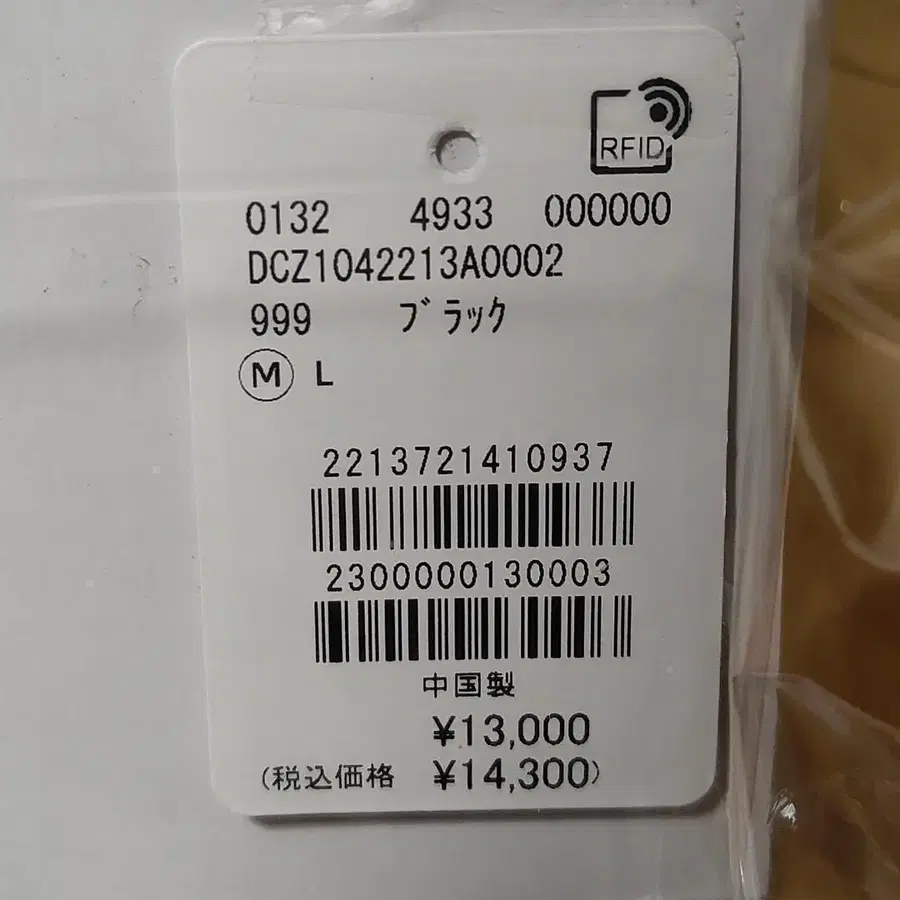 RFID
0132 4933 000000
DCZ1042213A0002
999 ﾌﾞﾗｯｸ
Ⓜ L
2213721410937
2300000130003
中国製
¥13,000
(税込価格 ¥14,300)